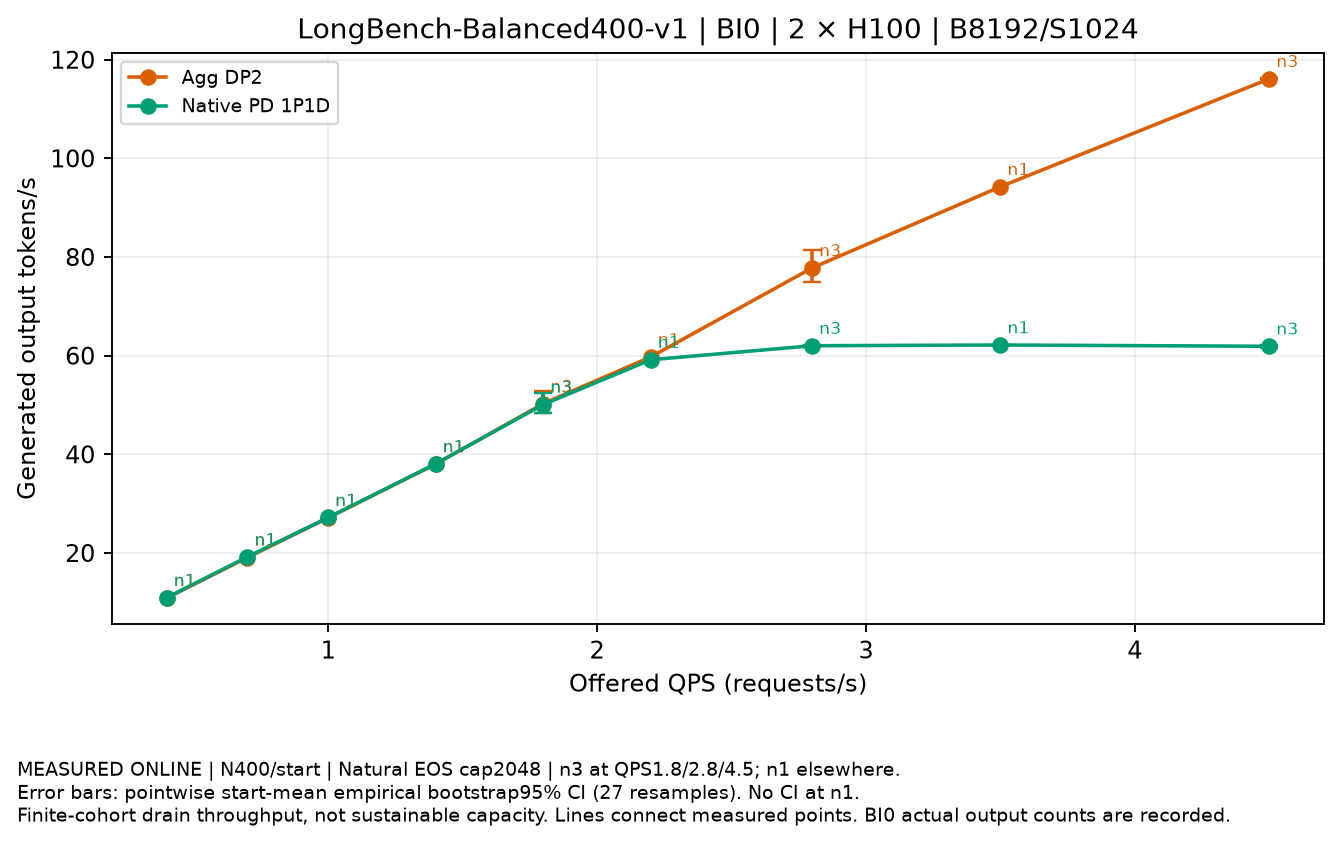 LongBench-Balanced400-v1 | BI0 | 2 × H100 | B8192/S1024
Agg DP2
Native PD 1P1D
Generated output tokens/s
120
100
80
60
40
20
n1
n1
n1
n1
n3
n3
n1
n1
n3
n1
n3
n3
n1
n3
1
2
3
4
Offered QPS (requests/s)
MEASURED ONLINE | N400/start | Natural EOS cap2048 | n3 at QPS1.8/2.8/4.5; n1 elsewhere.
Error bars: pointwise start-mean empirical bootstrap95% CI (27 resamples). No CI at n1.
Finite-cohort drain throughput, not sustainable capacity. Lines connect measured points. BI0 actual output counts are recorded.